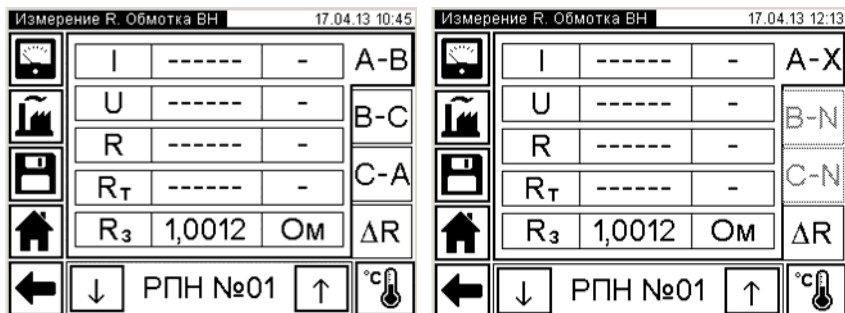 Измерение R. Обмотка ВН 17.04.13 10:45
I ------ - A-B
U ------ - B-C
R ------ -
Rт ------ - C-A
Rз 1,0012 Ом ΔR
↓ РПН №01 ↑ °C
Измерение R. Обмотка ВН 17.04.13 12:13
I ------ - A-X
U ------ - B-N
R ------ -
Rт ------ - C-N
Rз 1,0012 Ом ΔR
↓ РПН №01 ↑ °C